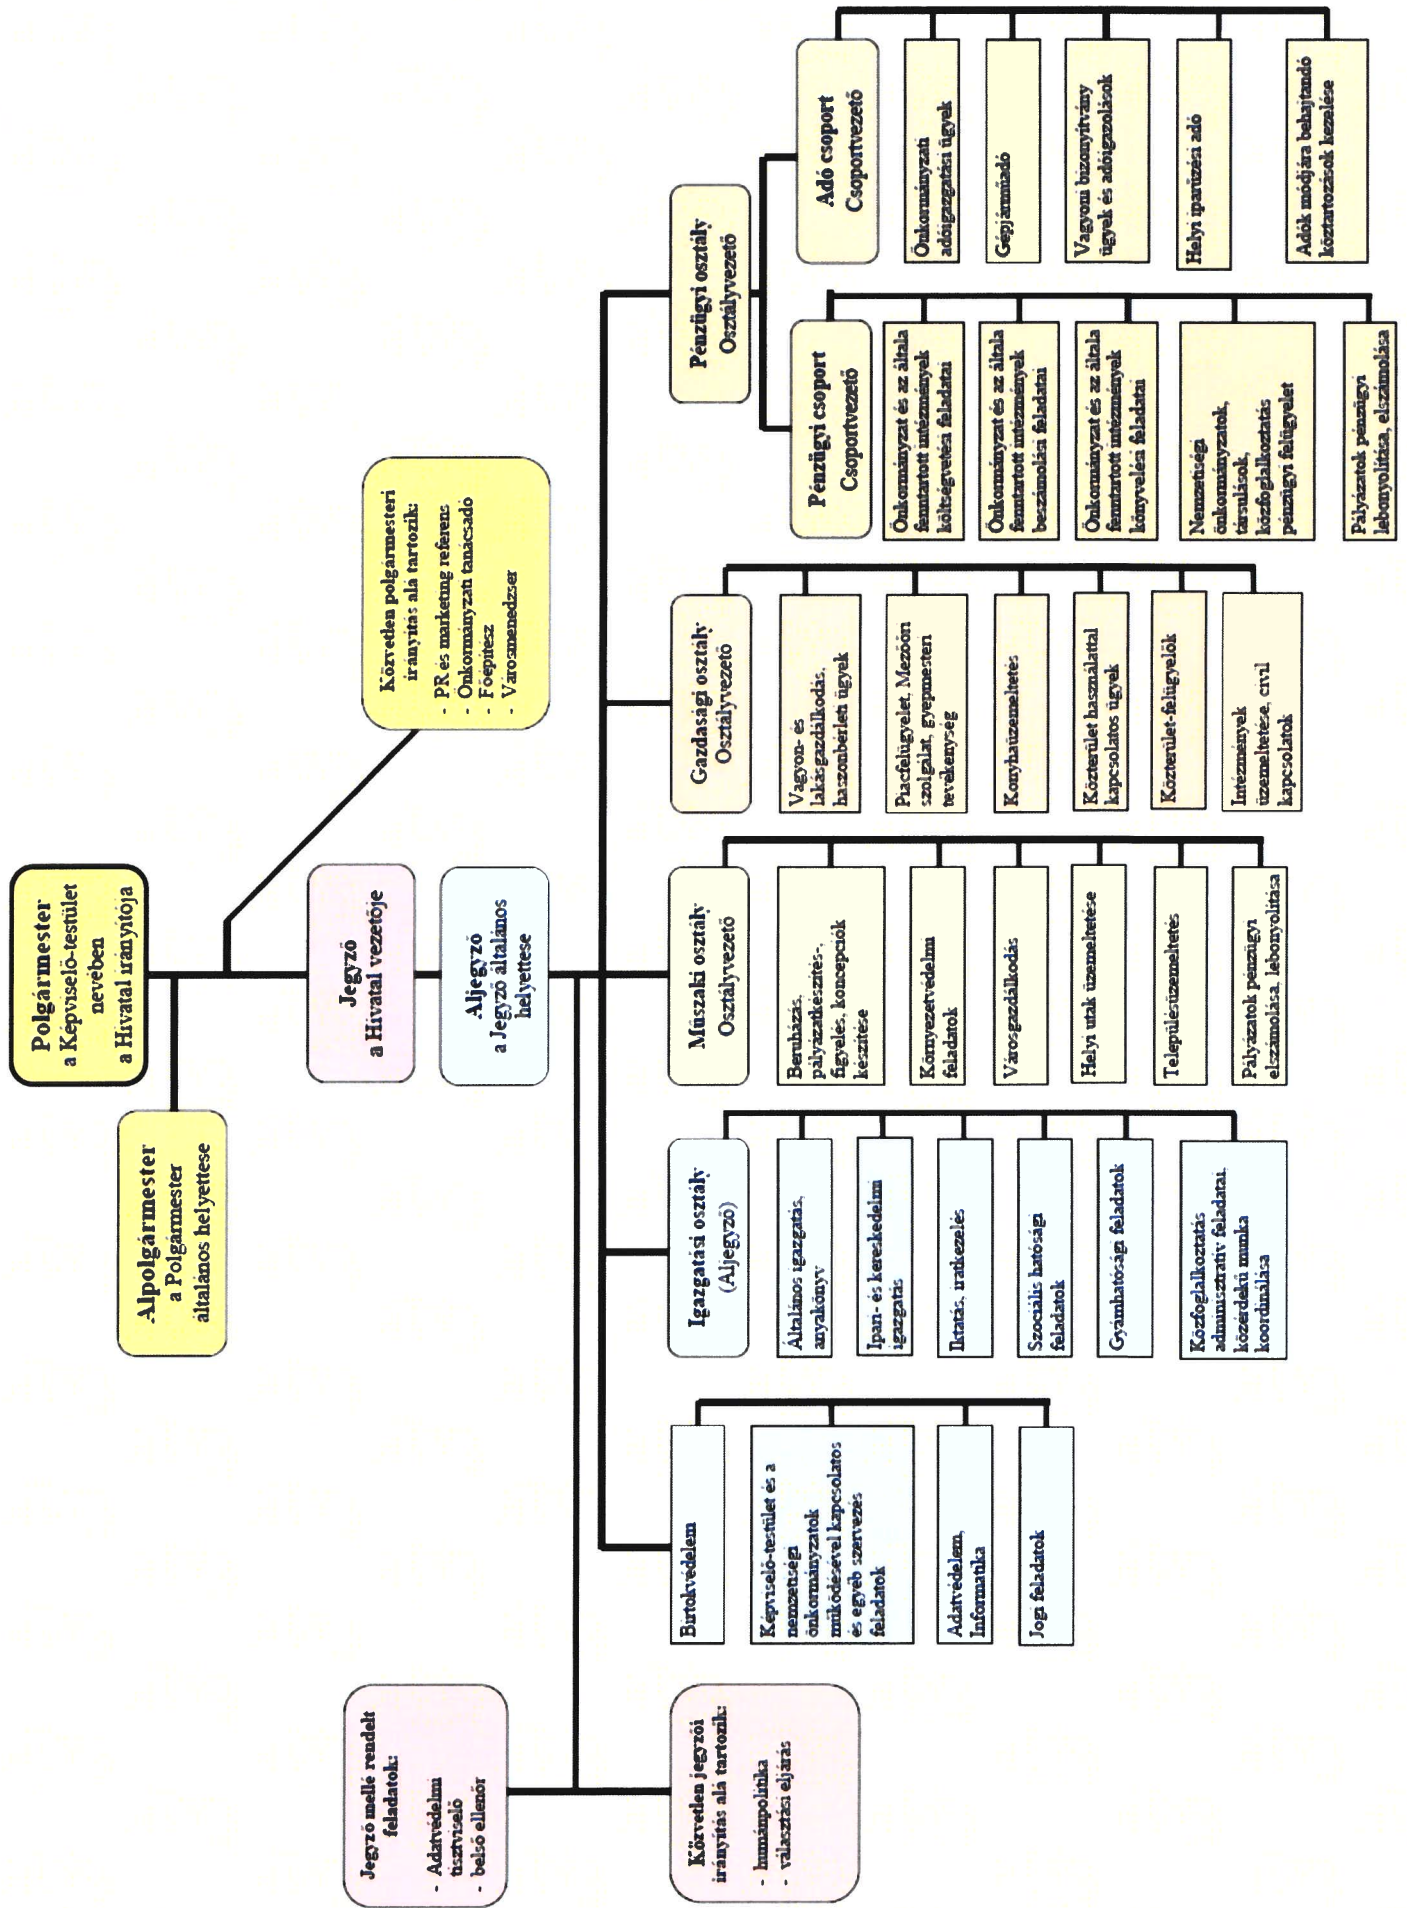 Polgármester
a Képviselő-testület
nevében
a Hivatal irányítója
Alpolgármester
a Polgármester
általános helyettese
Közvetlen polgármesteri
irányítás alá tartozik:
- PR és marketing referens
- Önkormányzati tanácsadó
- Főépítész
- Városmenedzser
Jegyző
a Hivatal vezetője
Aljegyző
a Jegyző általános
helyettese
Jegyző mellé rendelt
feladatok:
- Adatvédelmi
tisztviselő
- belső ellenőr
Közvetlen jegyzői
irányítás alá tartozik:
- humánpolitika
- választási eljárás
Birtokvédelem
Képviselő-testület és a
nemzetiségi
önkormányzatok
működésével kapcsolatos
és egyéb szervezés
feladatok
Adatvédelem,
Informatika
Jogi feladatok
Igazgatási osztály
(Aljegyző)
Általános igazgatás,
anyakönyv
Ipari- és kereskedelmi
igazgatás
Iktatás, iratkezelés
Szociális hatósági
feladatok
Gyámhatósági feladatok
Közfoglalkoztatás
adminisztratív feladatai,
közérdekű munka
koordinálása
Műszaki osztály
Osztályvezető
Beruházás,
pályázatkészítés-,
figyelés, koncepciók
készítése
Környezetvédelmi
feladatok
Városgazdálkodás
Helyi utak üzemeltetése
Településüzemeltetés
Pályázatok pénzügyi
elszámolása, lebonyolítása
Gazdasági osztály
Osztályvezető
Vagyon- és
lakásgazdálkodás,
haszonbérleti ügyek
Piacfelügyelet, Mezőőri
szolgálat, gyepmesteri
tevékenység
Konyhaüzemeltetés
Közterület használattal
kapcsolatos ügyek
Közterület-felügyelők
Intézmények
üzemeltetése, civil
kapcsolatok
Pénzügyi osztály
Osztályvezető
Pénzügyi csoport
Csoportvezető
Önkormányzat és az általa
fenntartott intézmények
költségvetési feladatai
Önkormányzat és az általa
fenntartott intézmények
beszámolási feladatai
Önkormányzat és az általa
fenntartott intézmények
könyvelési feladatai
Nemzetiségi
önkormányzatok,
társulások,
közfoglalkoztatás
pénzügyi felügyelet
Pályázatok pénzügyi
lebonyolítása, elszámolása
Adó csoport
Csoportvezető
Önkormányzati
adóigazgatási ügyek
Gépjárműadó
Vagyoni bizonyítvány
ügyek és adóigazolások
Helyi iparűzési adó
Adók módjára behajtandó
köztartozások kezelése